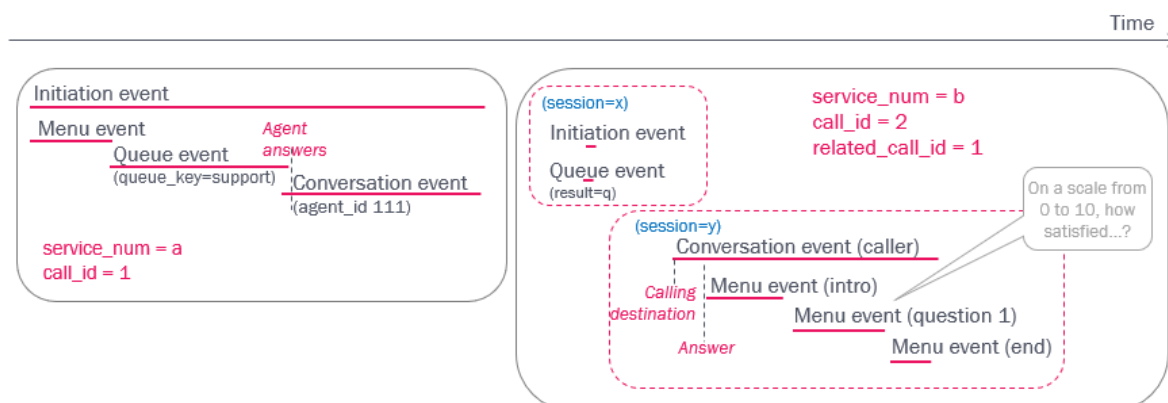 Time
Initiation event
Menu event
Agent
answers
Queue event
(queue_key=support)
Conversation event
(agent_id 111)
service_num = a
call_id = 1
(session=x)
Initiation event
Queue event
(result=q)
service_num = b
call_id = 2
related_call_id = 1
On a scale from
0 to 10, how
satisfied...?
(session=y)
Conversation event (caller)
Calling
destination
Menu event (intro)
Menu event (question 1)
Answer
Menu event (end)